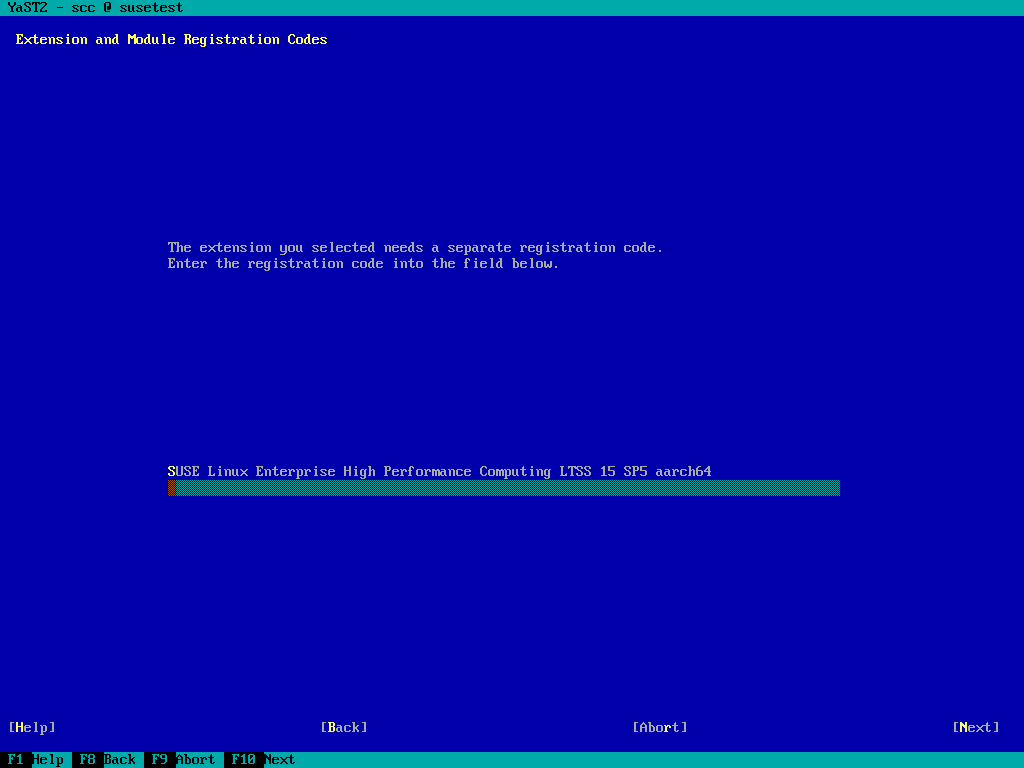 YaST2 - scc @ susetest
Extension and Module Registration Codes
The extension you selected needs a separate registration code.
Enter the registration code into the field below.
SUSE Linux Enterprise High Performance Computing LTSS 15 SP5 aarch64
[Help] [Back] [Abort] [Next]
F1 Help F8 Back F9 Abort F10 Next